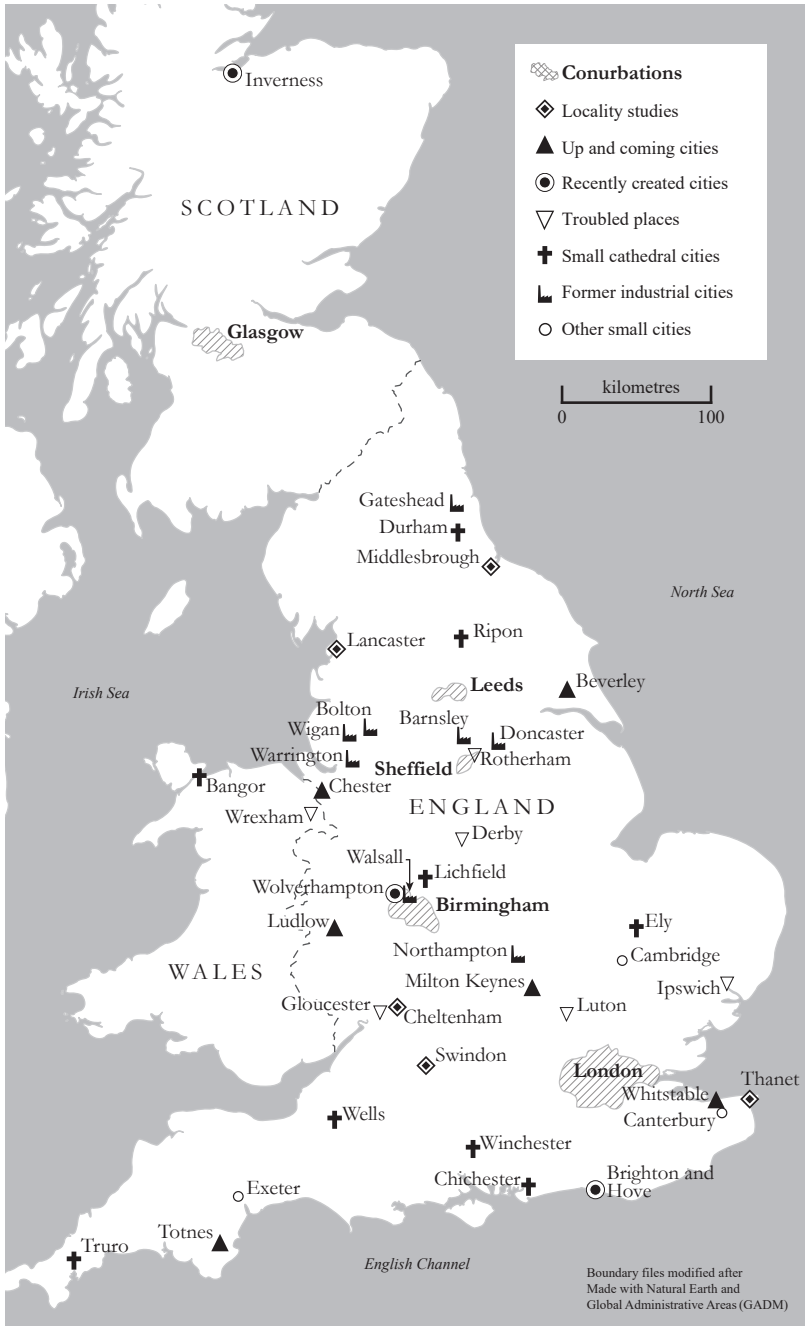 Inverness
SCOTLAND
Glasgow
Conurbations
Locality studies
Up and coming cities
Recently created cities
Troubled places
Small cathedral cities
Former industrial cities
Other small cities
kilometres
0 100
Gateshead
Durham
Middlesbrough
North Sea
Lancaster
Ripon
Irish Sea
Leeds
Beverley
Bolton
Wigan
Barnsley
Doncaster
Warrington
Sheffield
Rotherham
Bangor
Chester
ENGLAND
Wrexham
Derby
Walsall
Lichfield
Wolverhampton
Birmingham
Ludlow
Ely
Northampton
Cambridge
WALES
Milton Keynes
Ipswich
Gloucester
Cheltenham
Luton
Swindon
London
Thanet
Whitstable
Canterbury
Wells
Winchester
Chichester
Brighton and
Hove
Exeter
Totnes
Truro
English Channel
Boundary files modified after
Made with Natural Earth and
Global Administrative Areas (GADM)